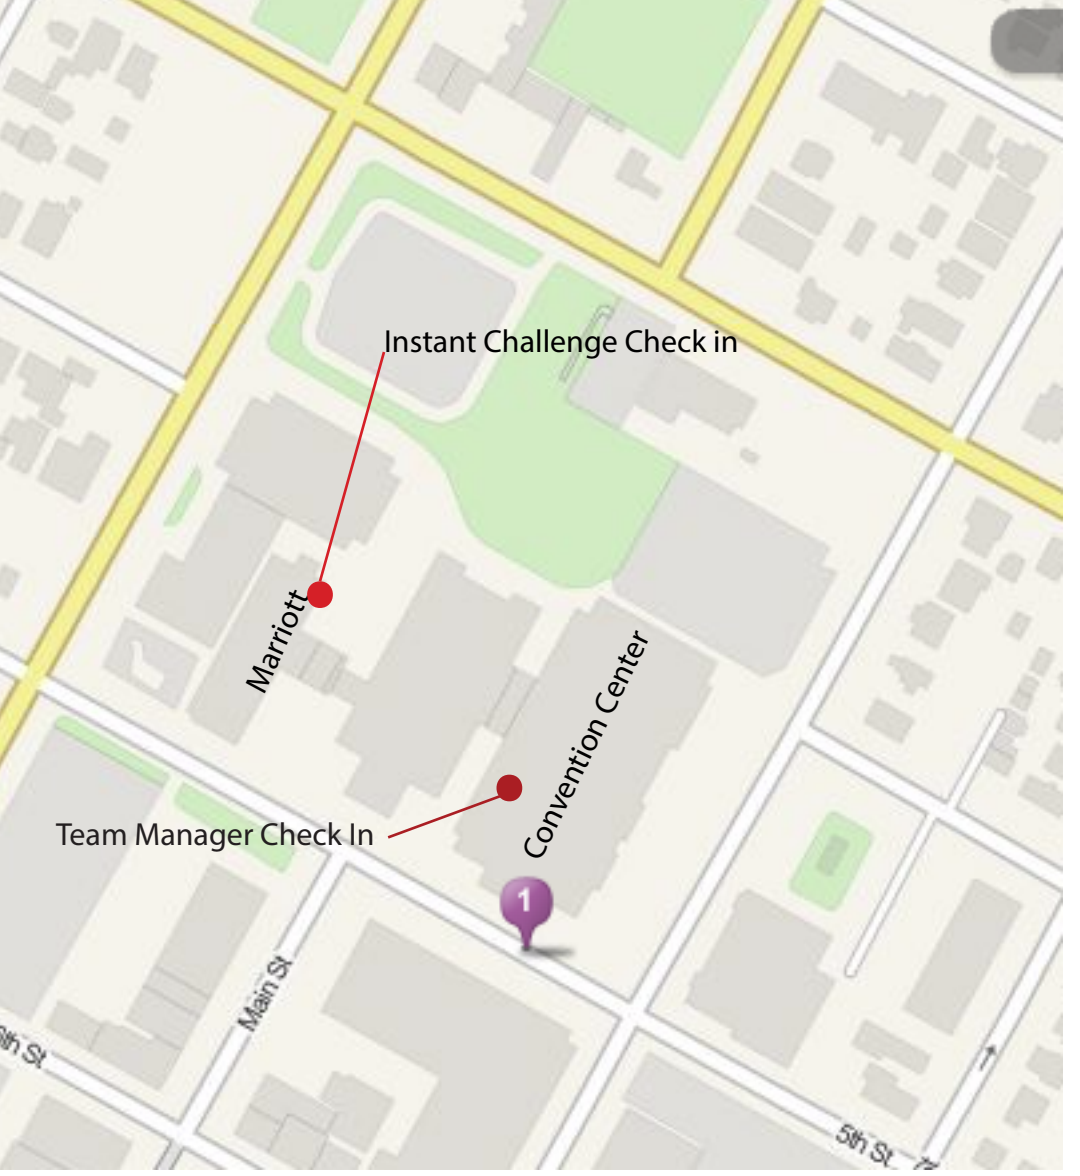 Instant Challenge Check in
Marriott
Convention Center
Team Manager Check In
1
Main St
5th St